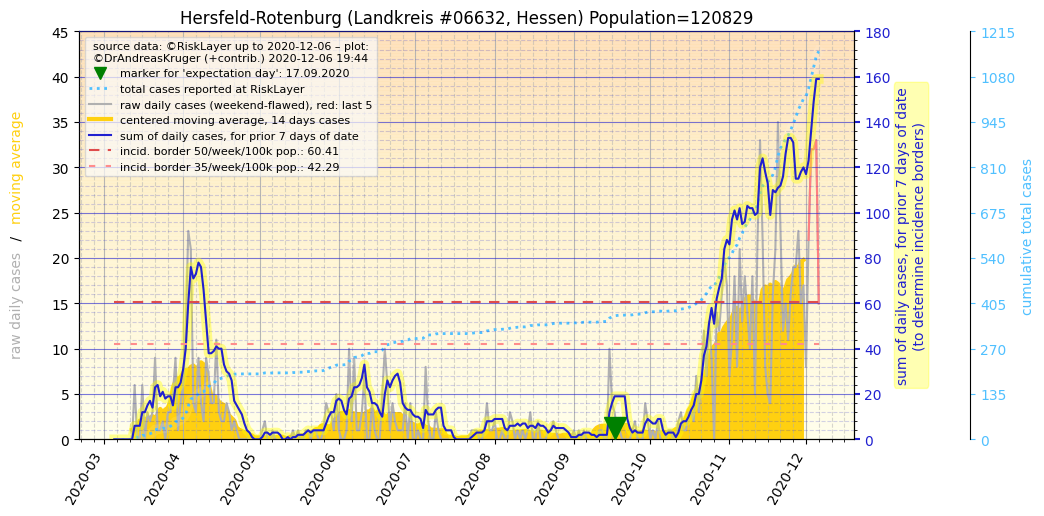 Hersfeld-Rotenburg (Landkreis #06632, Hessen) Population=120829
source data: ©RiskLayer up to 2020-12-06 – plot:
©DrAndreasKruger (+contrib.) 2020-12-06 19:44
marker for 'expectation day': 17.09.2020
total cases reported at RiskLayer
raw daily cases (weekend-flawed), red: last 5
centered moving average, 14 days cases
sum of daily cases, for prior 7 days of date
incid. border 50/week/100k pop.: 60.41
incid. border 35/week/100k pop.: 42.29
raw daily cases / moving average
45
40
35
30
25
20
15
10
5
0
2020-03
2020-04
2020-05
2020-06
2020-07
2020-08
2020-09
2020-10
2020-11
2020-12
180
160
140
120
100
80
60
40
20
0
sum of daily cases, for prior 7 days of date
(to determine incidence borders)
1215
1080
945
810
675
540
405
270
135
0
cumulative total cases